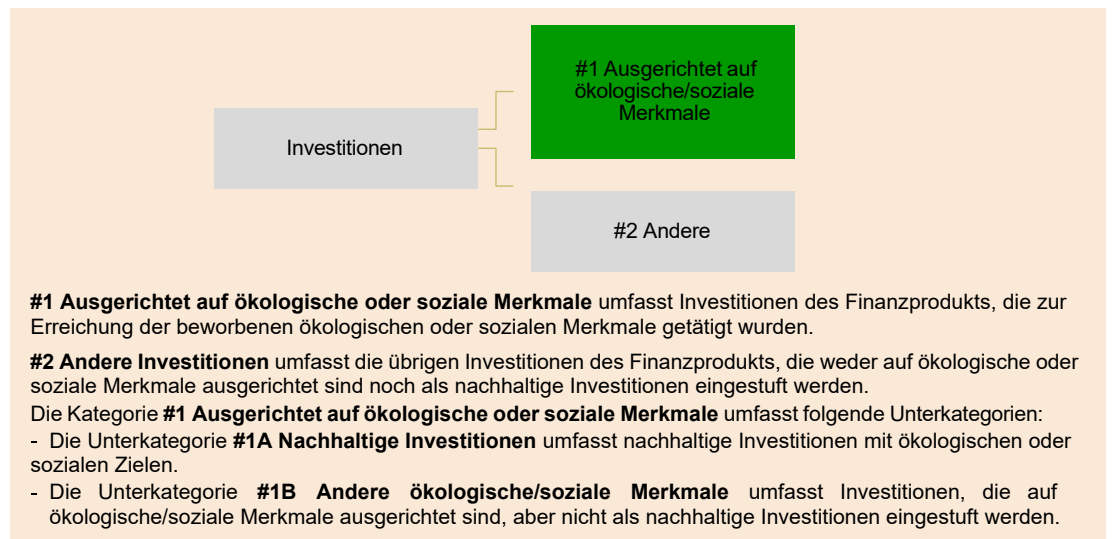 #1 Ausgerichtet auf
ökologische/soziale
Merkmale
Investitionen
#2 Andere
#1 Ausgerichtet auf ökologische oder soziale Merkmale umfasst Investitionen des Finanzprodukts, die zur
Erreichung der beworbenen ökologischen oder sozialen Merkmale getätigt wurden.
#2 Andere Investitionen umfasst die übrigen Investitionen des Finanzprodukts, die weder auf ökologische oder
soziale Merkmale ausgerichtet sind noch als nachhaltige Investitionen eingestuft werden.
Die Kategorie #1 Ausgerichtet auf ökologische oder soziale Merkmale umfasst folgende Unterkategorien:
- Die Unterkategorie #1A Nachhaltige Investitionen umfasst nachhaltige Investitionen mit ökologischen oder
sozialen Zielen.
- Die Unterkategorie #1B Andere ökologische/soziale Merkmale umfasst Investitionen, die auf
ökologische/soziale Merkmale ausgerichtet sind, aber nicht als nachhaltige Investitionen eingestuft werden.